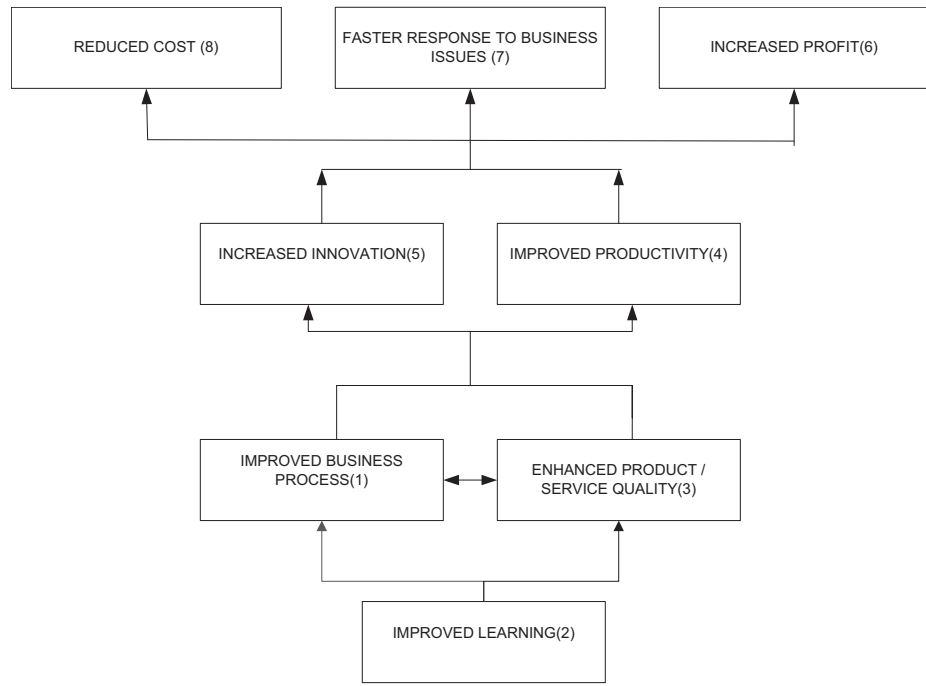 REDUCED COST (8)
FASTER RESPONSE TO BUSINESS
ISSUES (7)
INCREASED PROFIT(6)
INCREASED INNOVATION(5)
IMPROVED PRODUCTIVITY(4)
IMPROVED BUSINESS
PROCESS(1)
ENHANCED PRODUCT /
SERVICE QUALITY(3)
IMPROVED LEARNING(2)